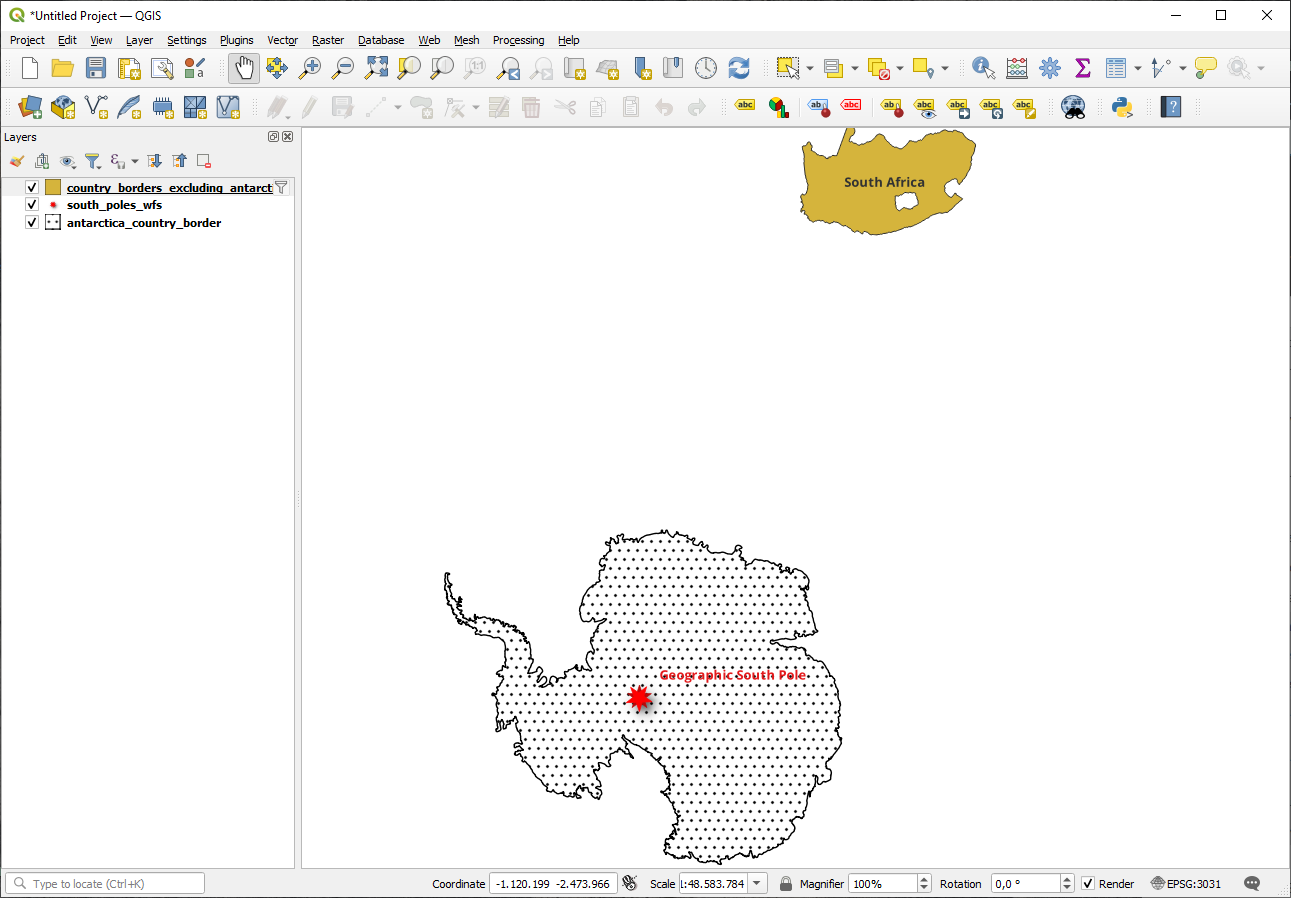 *Untitled Project — QGIS
Project Edit View Layer Settings Plugins Vector Raster Database Web Mesh Processing Help
Layers
country_borders_excluding_antarct
south_poles_wfs
antarctica_country_border
South Africa
Geographic South Pole
Type to locate (Ctrl+K)
Coordinate -1.120.199 -2.473.966 Scale 1:48.583.784 Magnifier 100% Rotation 0,0 ° Render EPSG:3031